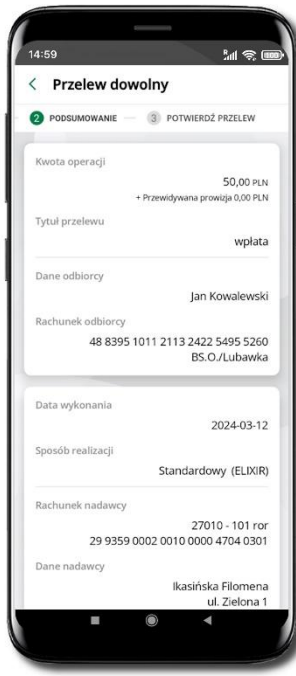 14:59
Przelew dowolny
2 PODSUMOWANIE 3 POTWIERDŹ PRZELEW
Kwota operacji
50,00 PLN
+ Przewidywana prowizja 0,00 PLN
Tytuł przelewu
wpłata
Dane odbiorcy
Jan Kowalewski
Rachunek odbiorcy
48 8395 1011 2113 2422 5495 5260
BS.O./Lubawka
Data wykonania
2024-03-12
Sposób realizacji
Standardowy (ELIXIR)
Rachunek nadawcy
27010 - 101 ror
29 9359 0002 0010 0000 4704 0301
Dane nadawcy
Ikasińska Filomena
ul. Zielona 1